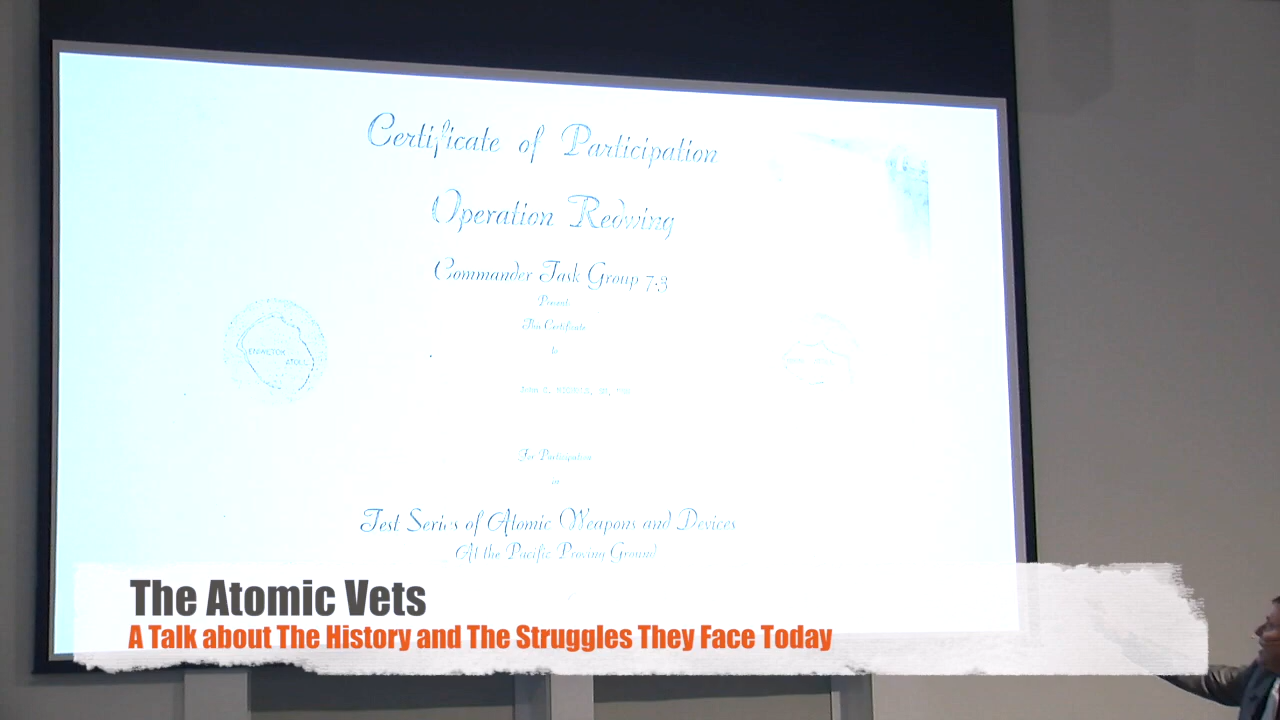 Certificate of Participation
Operation Redwing
Commander Task Group 7.3
Present
This Certificate
to
ENIWETOK
ATOLL
For Participation
Test Series of Atomic Weapons and Devices
At the Pacific Proving Ground
The Atomic Vets
A Talk about The History and The Struggles They Face Today